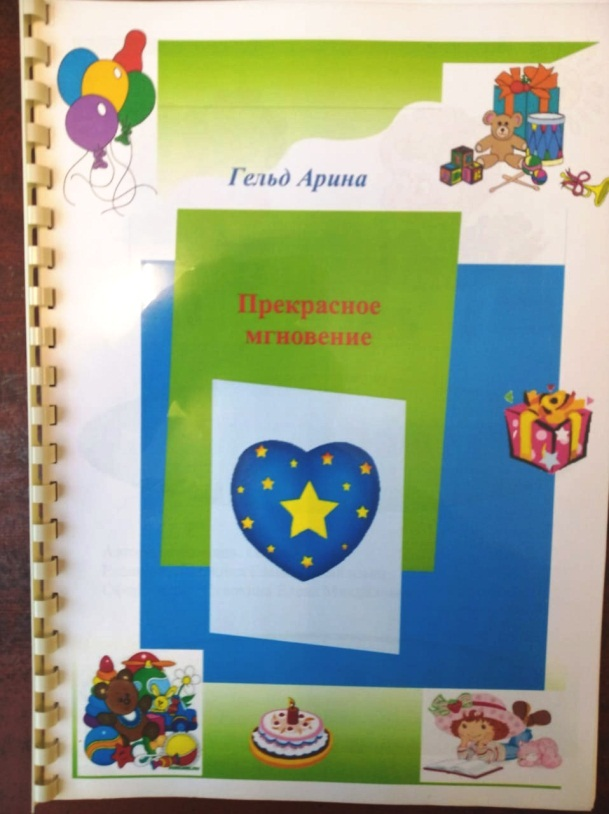 Гельд Арина
Прекрасное
мгновение